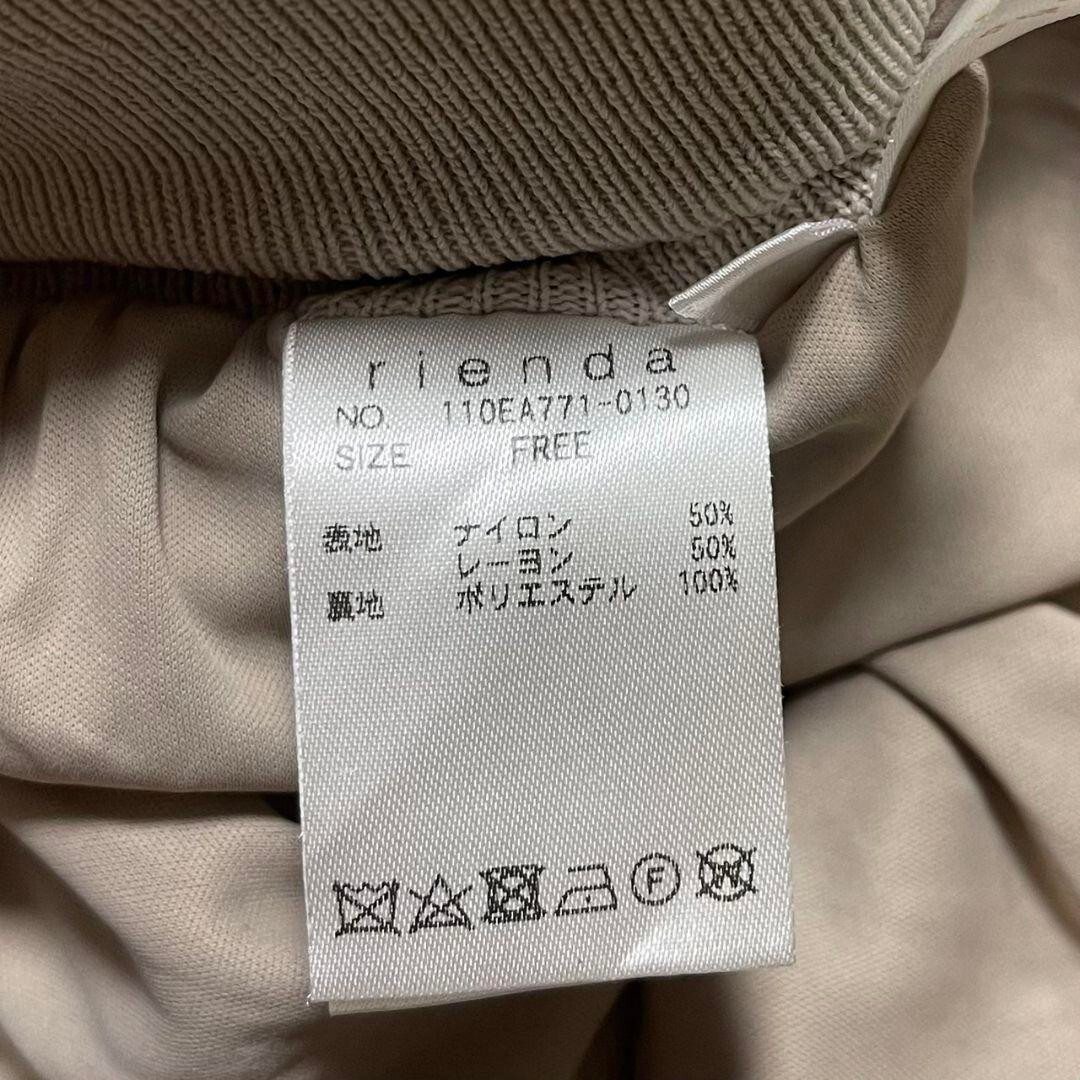 rienda
NO. 110EA771-0130
SIZE FREE
表地 ナイロン 50%
レーヨン 50%
裏地 ポリエステル 100%
F
W